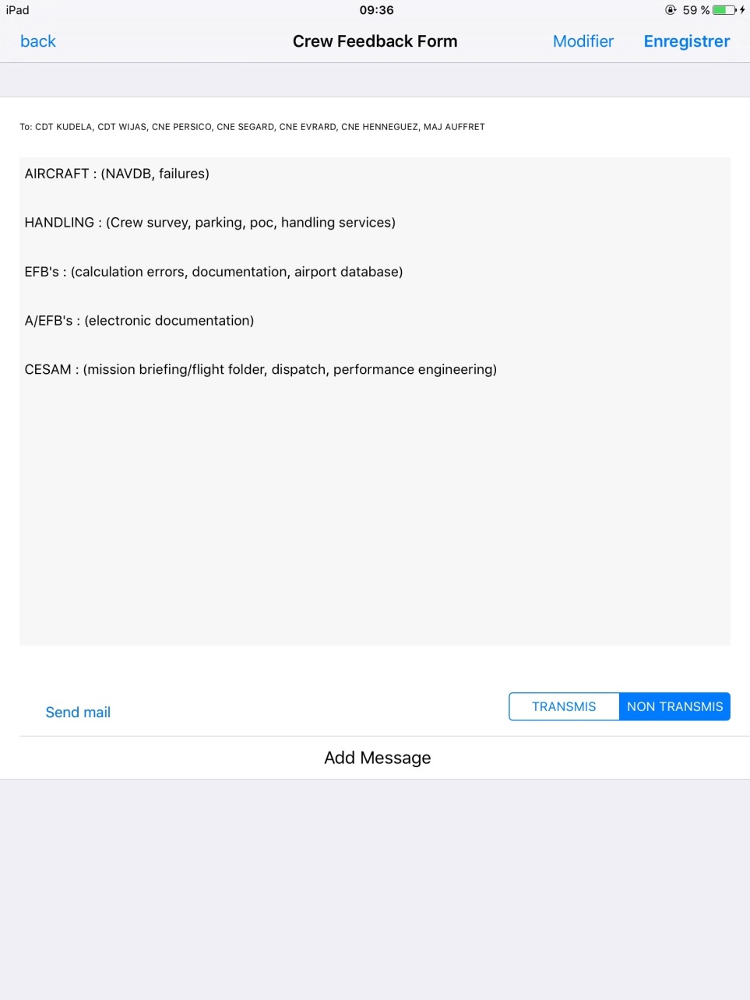 iPad
09:36
59 %
back
Crew Feedback Form
Modifier
Enregistrer
To: CDT KUDELA, CDT WIJAS, CNE PERSICO, CNE SEGARD, CNE EVRARD, CNE HENNEGUEZ, MAJ AUFFRET
AIRCRAFT : (NAVDB, failures)
HANDLING : (Crew survey, parking, poc, handling services)
EFB's : (calculation errors, documentation, airport database)
A/EFB's : (electronic documentation)
CESAM : (mission briefing/flight folder, dispatch, performance engineering)
Send mail
TRANSMIS
NON TRANSMIS
Add Message